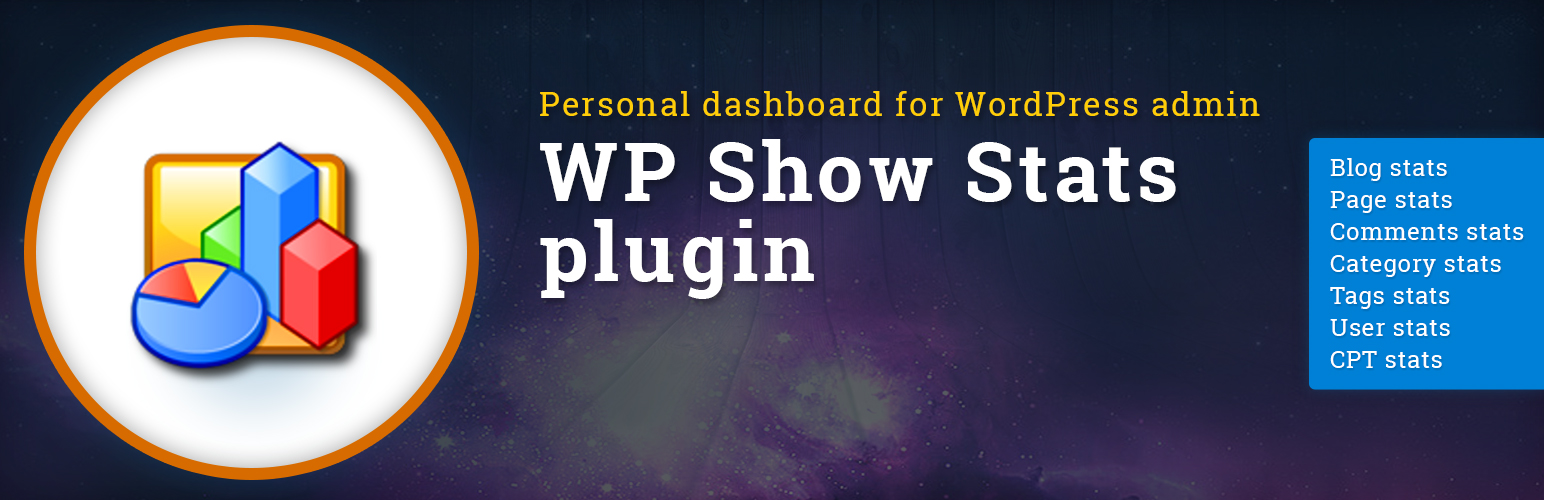 Personal dashboard for WordPress admin
WP Show Stats
plugin
Blog stats
Page stats
Comments stats
Category stats
Tags stats
User stats
CPT stats